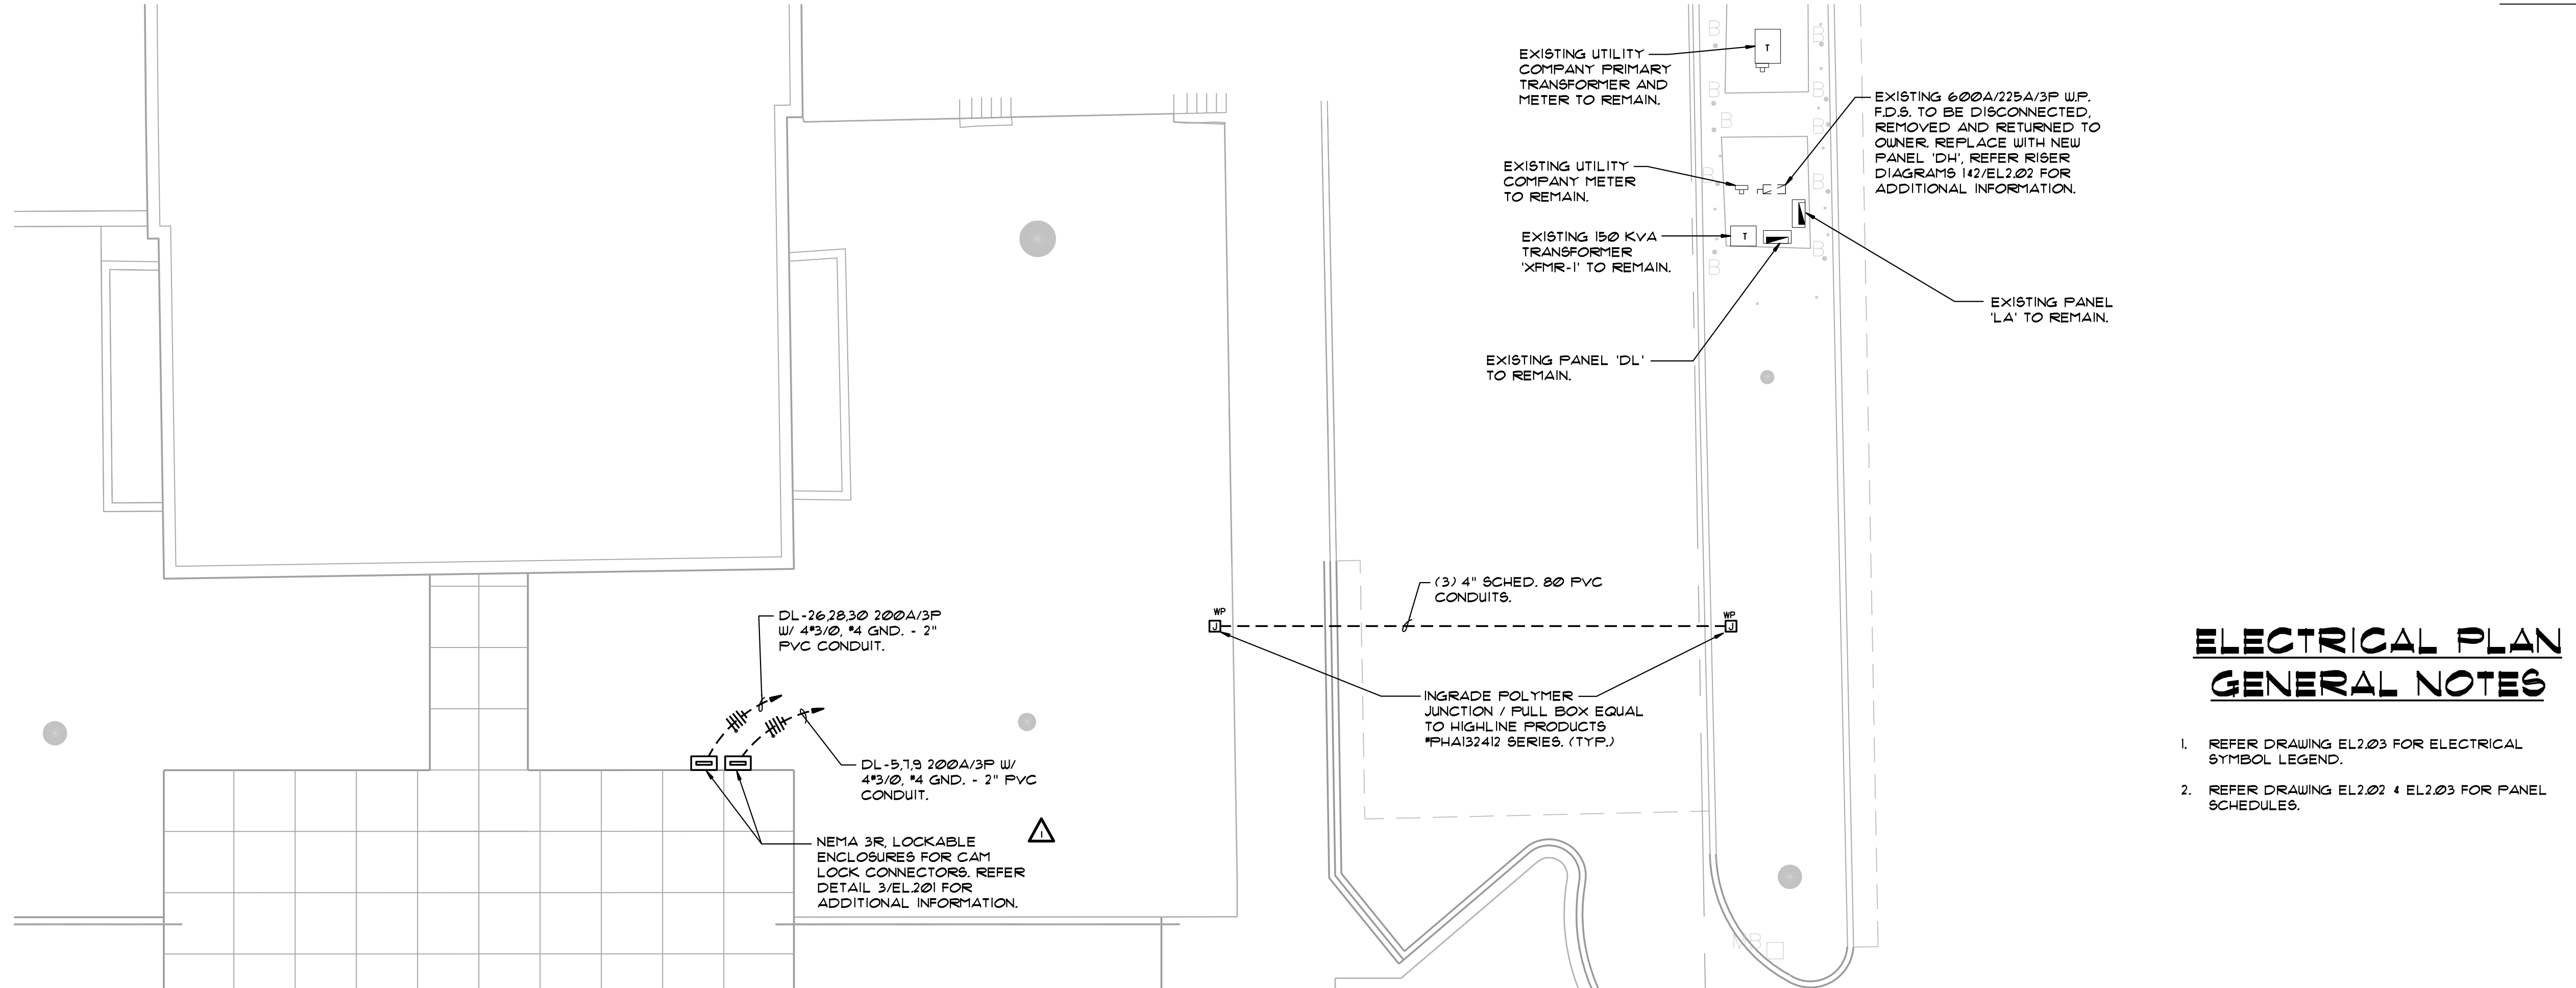 EXISTING UTILITY
COMPANY PRIMARY
TRANSFORMER AND
METER TO REMAIN.
T
EXISTING 600A/225A/3P W.P.
F.D.S. TO BE DISCONNECTED,
REMOVED AND RETURNED TO
OWNER. REPLACE WITH NEW
PANEL 'DH', REFER RISER
DIAGRAMS 1&2/EL2.02 FOR
ADDITIONAL INFORMATION.
EXISTING UTILITY
COMPANY METER
TO REMAIN.
EXISTING 150 KVA
TRANSFORMER
'XFMR-1' TO REMAIN.
T
EXISTING PANEL
'LA' TO REMAIN.
EXISTING PANEL 'DL'
TO REMAIN.
B
B
B
B
B
B
B
B
B
B
B
(3) 4" SCHED. 80 PVC
CONDUITS.
WP
J
WP
J
DL-26,28,30 200A/3P
W/ 4#3/0, #4 GND. - 2"
PVC CONDUIT.
INGRADE POLYMER
JUNCTION / PULL BOX EQUAL
TO HIGHLINE PRODUCTS
#PHA132412 SERIES. (TYP.)
DL-5,7,9 200A/3P W/
4#3/0, #4 GND. - 2" PVC
CONDUIT.
1
NEMA 3R, LOCKABLE
ENCLOSURES FOR CAM
LOCK CONNECTORS. REFER
DETAIL 3/EL.201 FOR
ADDITIONAL INFORMATION.
MB
ELECTRICAL PLAN
GENERAL NOTES
1. REFER DRAWING EL2.03 FOR ELECTRICAL
SYMBOL LEGEND.
2. REFER DRAWING EL2.02 & EL2.03 FOR PANEL
SCHEDULES.